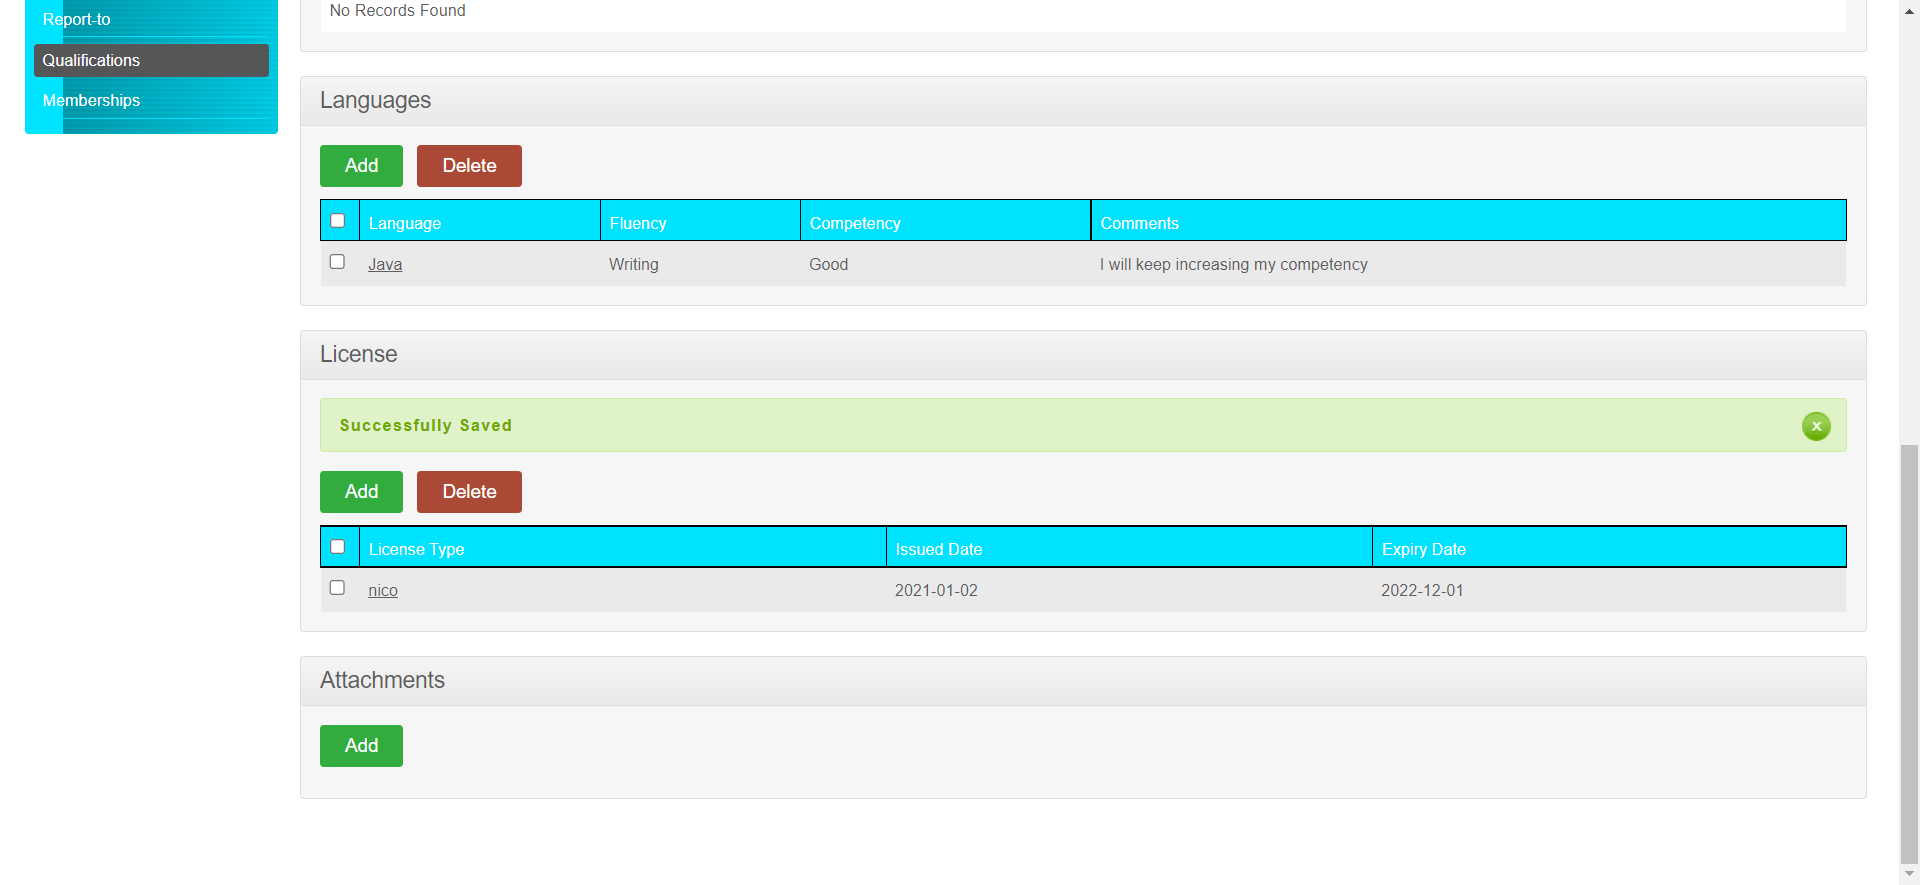 Report-to
Qualifications
Memberships
No Records Found
Languages
Add Delete
Language Fluency Competency Comments
Java Writing Good I will keep increasing my competency
License
Successfully Saved x
Add Delete
License Type Issued Date Expiry Date
nico 2021-01-02 2022-12-01
Attachments
Add